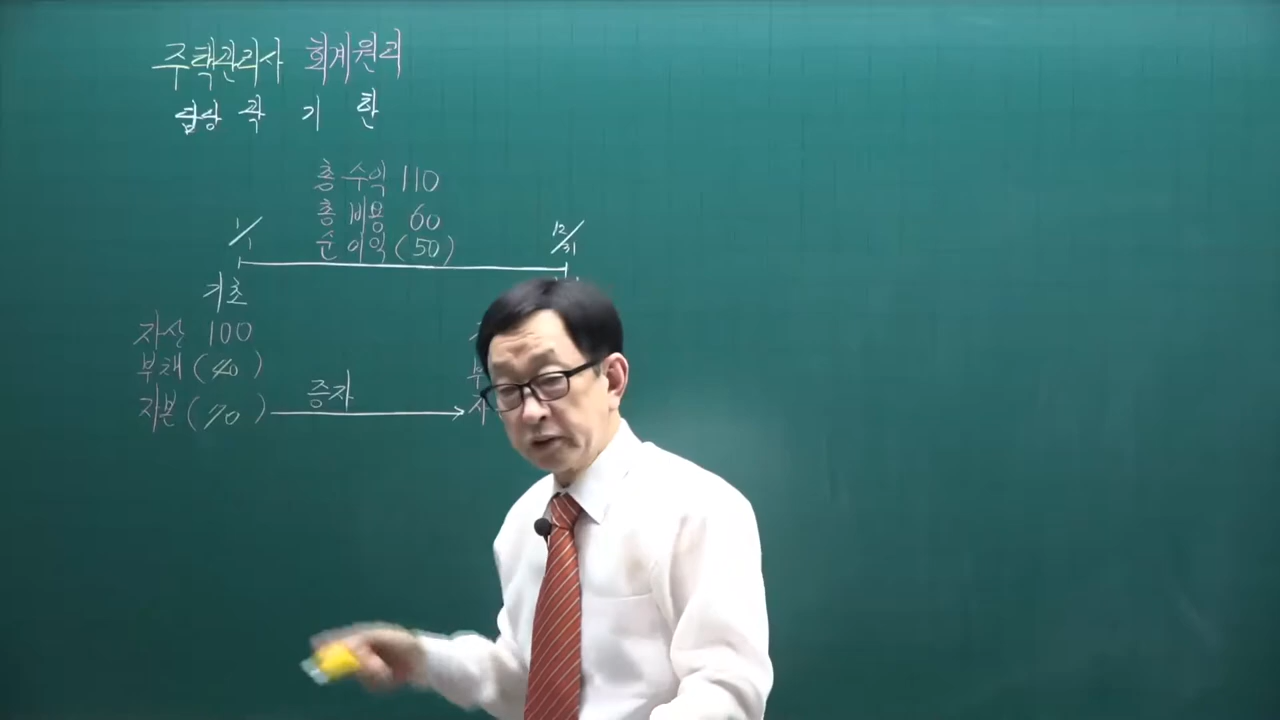 주택관리사 회계원리
강 기 환
총수익 110
총비용 60
순이익 (50)
1/1
12/31
기초
자산 100
부채 (40)
자본 (70)
증자